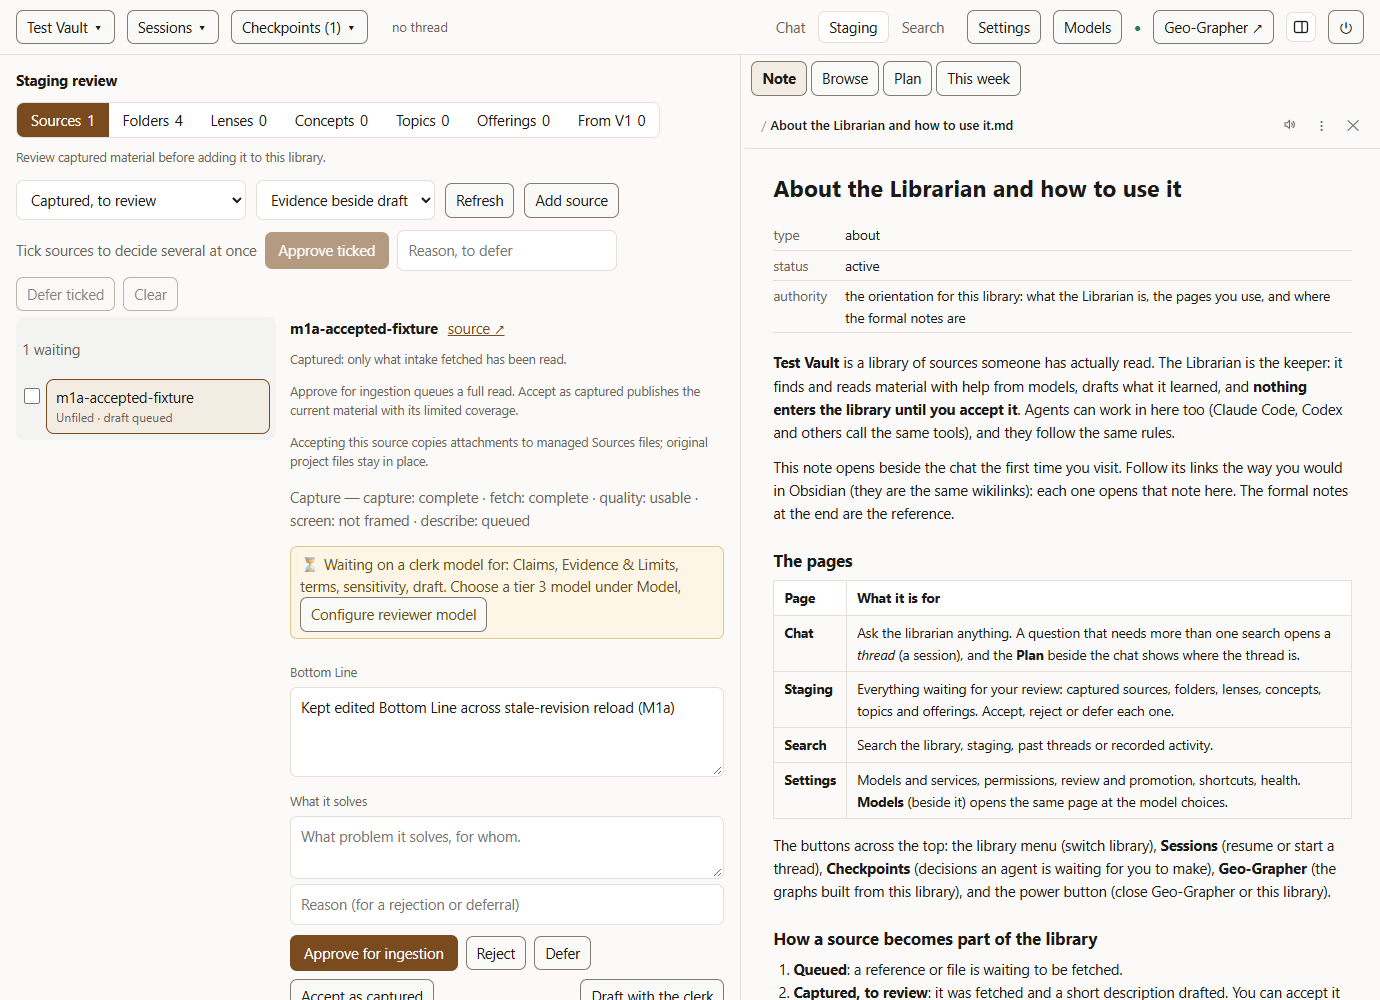 Test Vault ▾ Sessions ▾ Checkpoints (1) ▾ no thread Chat Staging Search Settings Models Geo-Grapher ↗
Staging review
Sources 1 Folders 4 Lenses 0 Concepts 0 Topics 0 Offerings 0 From V1 0
Review captured material before adding it to this library.
Captured, to review Evidence beside draft Refresh Add source
Tick sources to decide several at once Approve ticked Reason, to defer
Defer ticked Clear
1 waiting
m1a-accepted-fixture
Unfiled · draft queued
m1a-accepted-fixture source ↗
Captured: only what intake fetched has been read.
Approve for ingestion queues a full read. Accept as captured publishes the
current material with its limited coverage.
Accepting this source copies attachments to managed Sources files; original
project files stay in place.
Capture — capture: complete · fetch: complete · quality: usable ·
screen: not framed · describe: queued
⏳ Waiting on a clerk model for: Claims, Evidence & Limits,
terms, sensitivity, draft. Choose a tier 3 model under Model,
Configure reviewer model
Bottom Line
Kept edited Bottom Line across stale-revision reload (M1a)
What it solves
What problem it solves, for whom.
Reason (for a rejection or deferral)
Approve for ingestion Reject Defer
Accept as captured Draft with the clerk
Note Browse Plan This week
/ About the Librarian and how to use it.md
About the Librarian and how to use it
type about
status active
authority the orientation for this library: what the Librarian is, the pages you use, and where
the formal notes are
Test Vault is a library of sources someone has actually read. The Librarian is the keeper: it
finds and reads material with help from models, drafts what it learned, and nothing
enters the library until you accept it. Agents can work in here too (Claude Code, Codex
and others call the same tools), and they follow the same rules.
This note opens beside the chat the first time you visit. Follow its links the way you would
in Obsidian (they are the same wikilinks): each one opens that note here. The formal notes
at the end are the reference.
The pages
Page What it is for
Chat Ask the librarian anything. A question that needs more than one search opens a
thread (a session), and the Plan beside the chat shows where the thread is.
Staging Everything waiting for your review: captured sources, folders, lenses, concepts,
topics and offerings. Accept, reject or defer each one.
Search Search the library, staging, past threads or recorded activity.
Settings Models and services, permissions, review and promotion, shortcuts, health.
Models (beside it) opens the same page at the model choices.
The buttons across the top: the library menu (switch library), Sessions (resume or start a
thread), Checkpoints (decisions an agent is waiting for you to make), Geo-Grapher (the
graphs built from this library), and the power button (close Geo-Grapher or this library).
How a source becomes part of the library
1. Queued: a reference or file is waiting to be fetched.
2. Captured, to review: it was fetched and a short description drafted. You can accept it